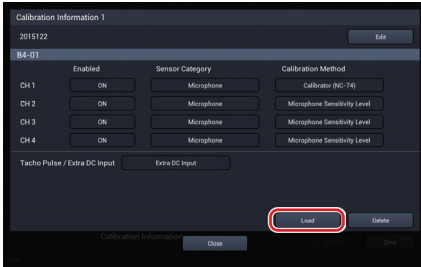 Calibration Information 1
2015122 Edit
B4-01
Enabled Sensor Category Calibration Method
CH 1 ON Microphone Calibrator (NC-74)
CH 2 ON Microphone Microphone Sensitivity Level
CH 3 ON Microphone Microphone Sensitivity Level
CH 4 ON Microphone Microphone Sensitivity Level
Tacho Pulse / Extra DC Input Extra DC Input
Load Delete
Calibration Information Close Save